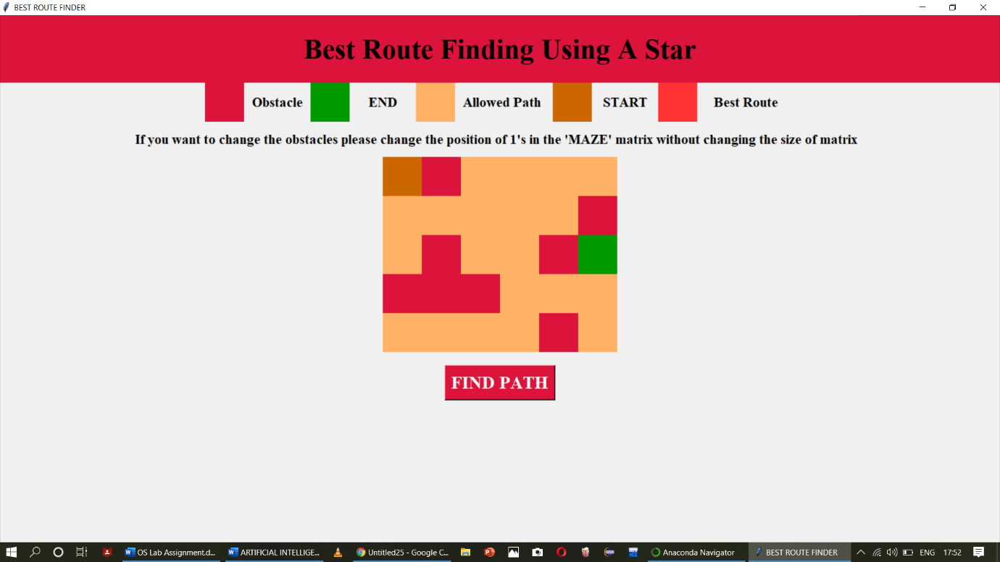 BEST ROUTE FINDER
Best Route Finding Using A Star
Obstacle END Allowed Path START Best Route
If you want to change the obstacles please change the position of 1's in the 'MAZE' matrix without changing the size of matrix
FIND PATH
OS Lab Assignment.d... ARTIFICIAL INTELLIGE... Untitled25 - Google C... DEV Anaconda Navigator BEST ROUTE FINDER ENG 17:52